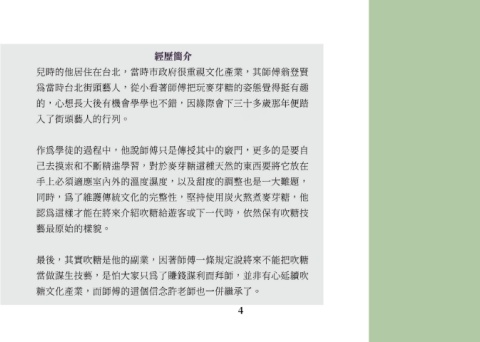 經歷簡介
兒時的他居住在台北，當時市政府很重視文化產業，其師傅翁登賢
為當時台北街頭藝人，從小看著師傅把玩麥芽糖的姿態覺得挺有趣
的，心想長大後有機會學學也不錯，因緣際會下三十多歲那年便踏
入了街頭藝人的行列。
作為學徒的過程中，他說師傅只是傳授其中的竅門，更多的是要自
己去摸索和不斷精進學習，對於麥芽糖這種天然的東西要將它放在
手上必須適應室內外的溫度濕度，以及甜度的調整也是一大難題，
同時，為了維護傳統文化的完整性，堅持使用炭火熬煮麥芽糖，他
認為這樣才能在將來介紹吹糖給遊客或下一代時，依然保有吹糖技
藝最原始的樣貌。
最後，其實吹糖是他的副業，因著師傅一條規定說將來不能把吹糖
當做謀生技藝，是怕大家只為了賺錢謀利而拜師，並非有心延續吹
糖文化產業，而師傅的這個信念許老師也一併繼承了。
4